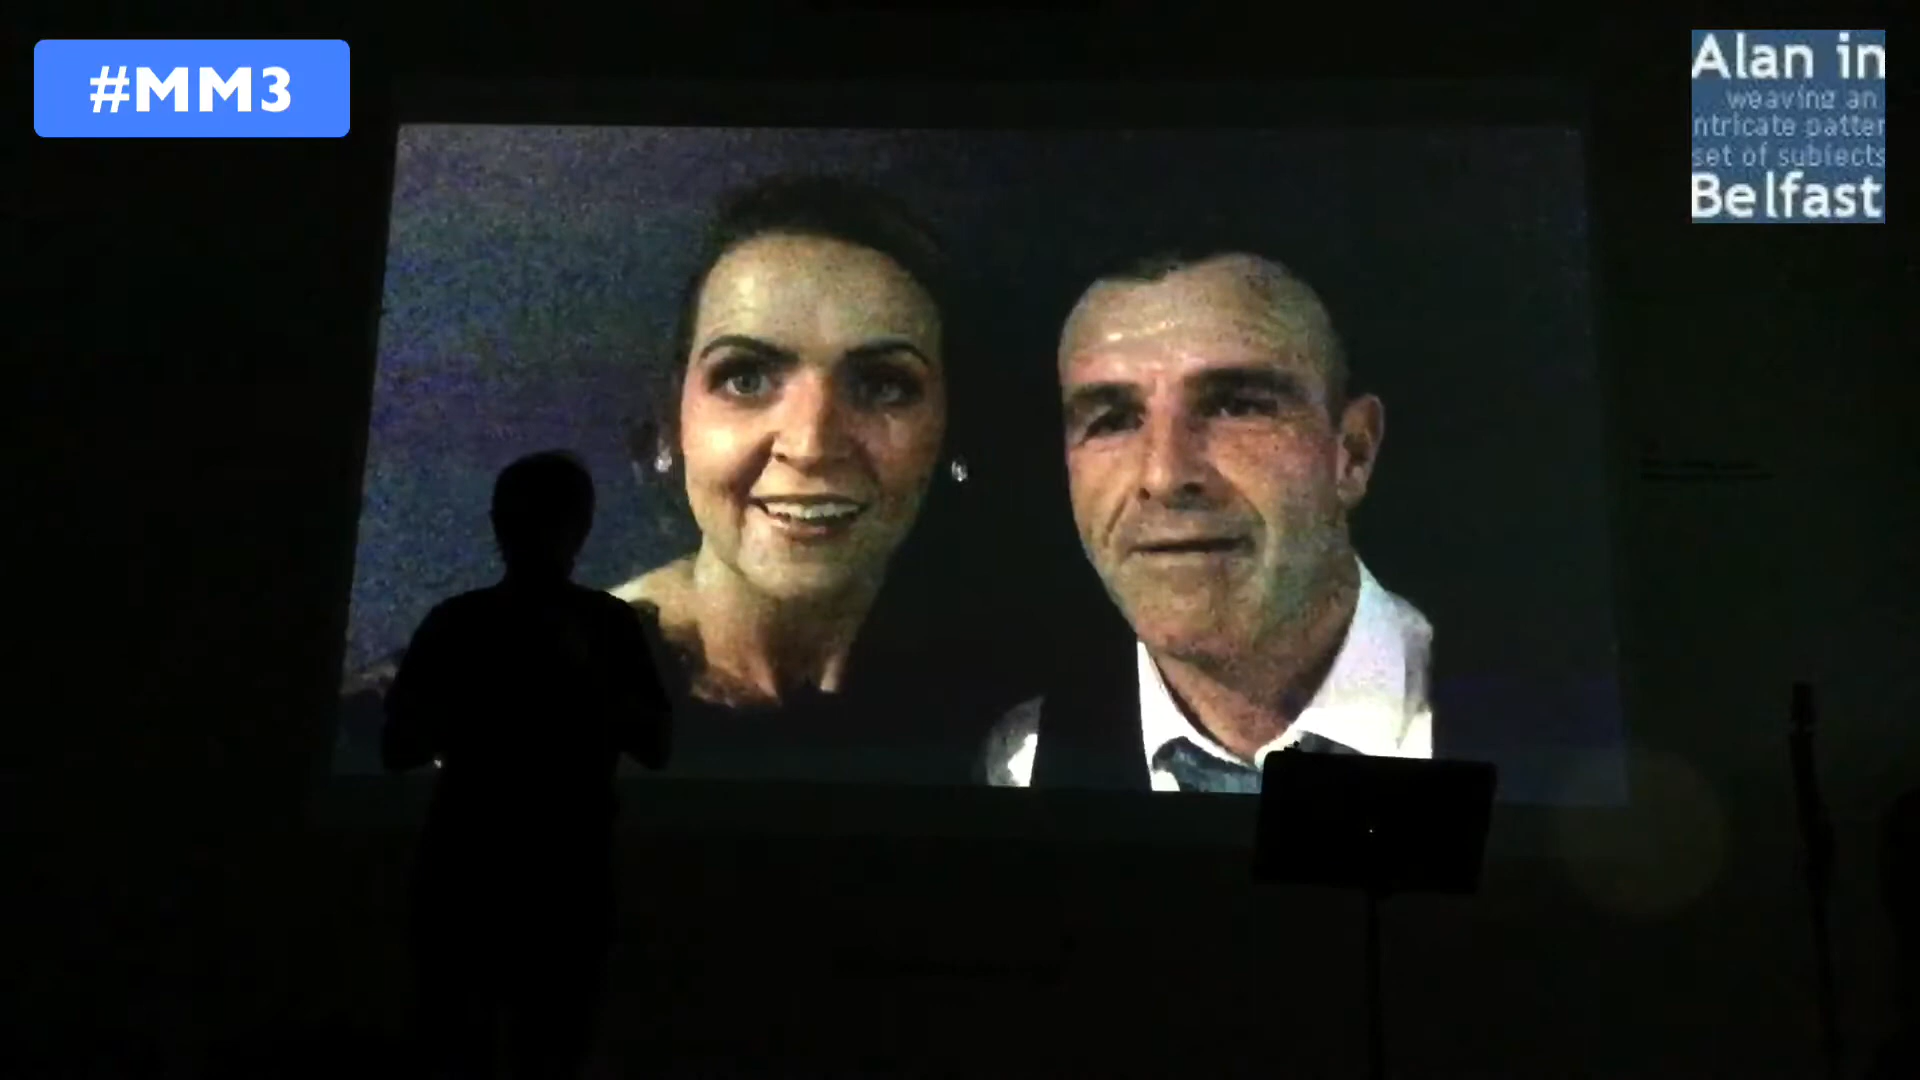 #MM3
Alan in
weaving an
ntricate patter
set of subjects
Belfast